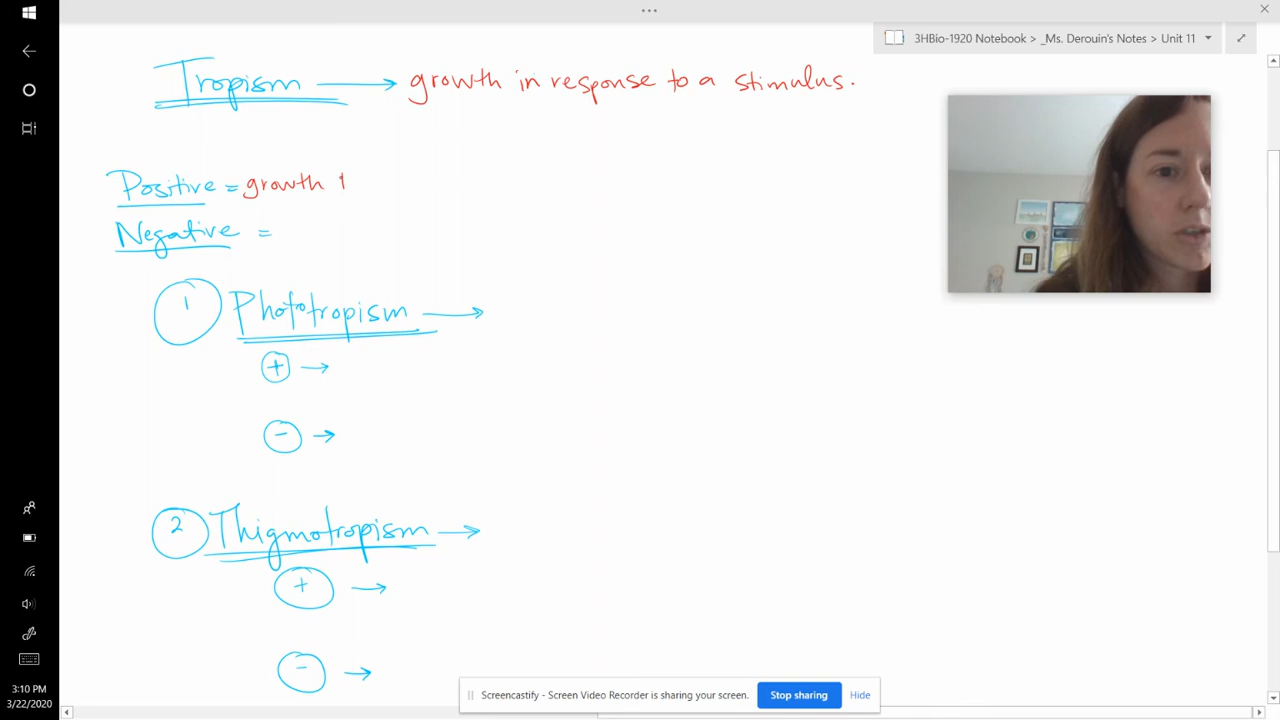 3HBio-1920 Notebook > _Ms. Derouin's Notes > Unit 11
Tropism → growth in response to a stimulus.
Positive = growth
Negative =
1 Phototropism →
+ →
- →
2 Thigmotropism →
+ →
- →
Screencastify - Screen Video Recorder is sharing your screen. Stop sharing Hide
3:10 PM
3/22/2020